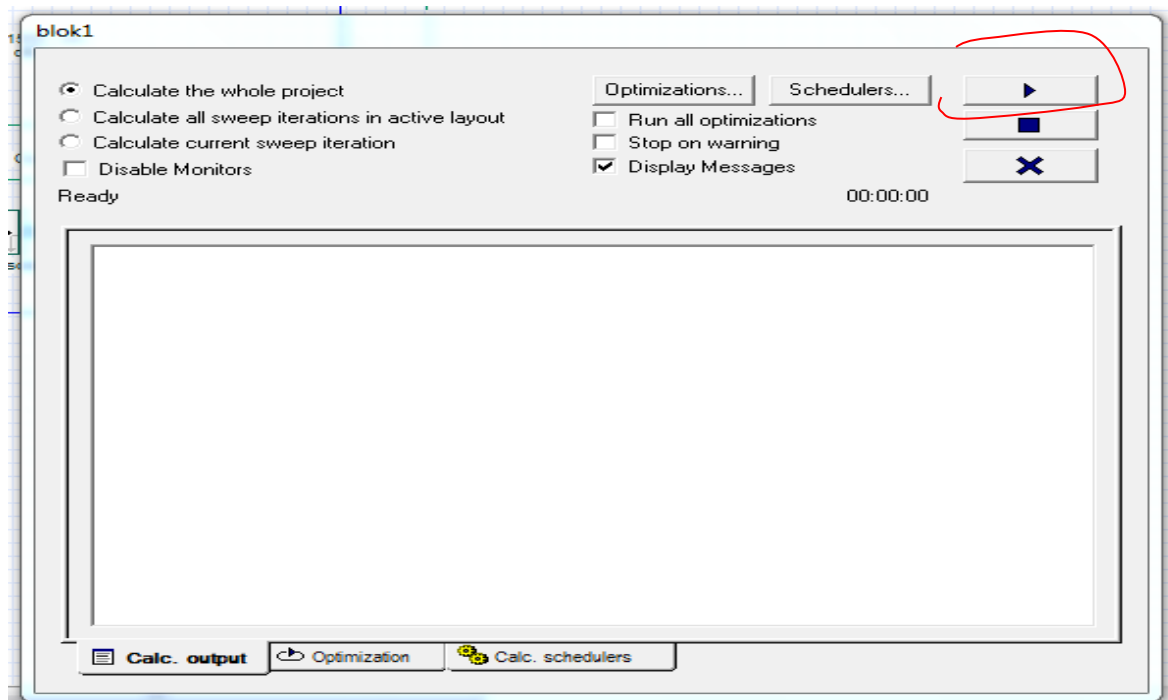 blok1
Calculate the whole project
Optimizations...
Schedulers...
Calculate all sweep iterations in active layout
Run all optimizations
Calculate current sweep iteration
Stop on warning
Disable Monitors
Display Messages
Ready
00:00:00
Calc. output
Optimization
Calc. schedulers